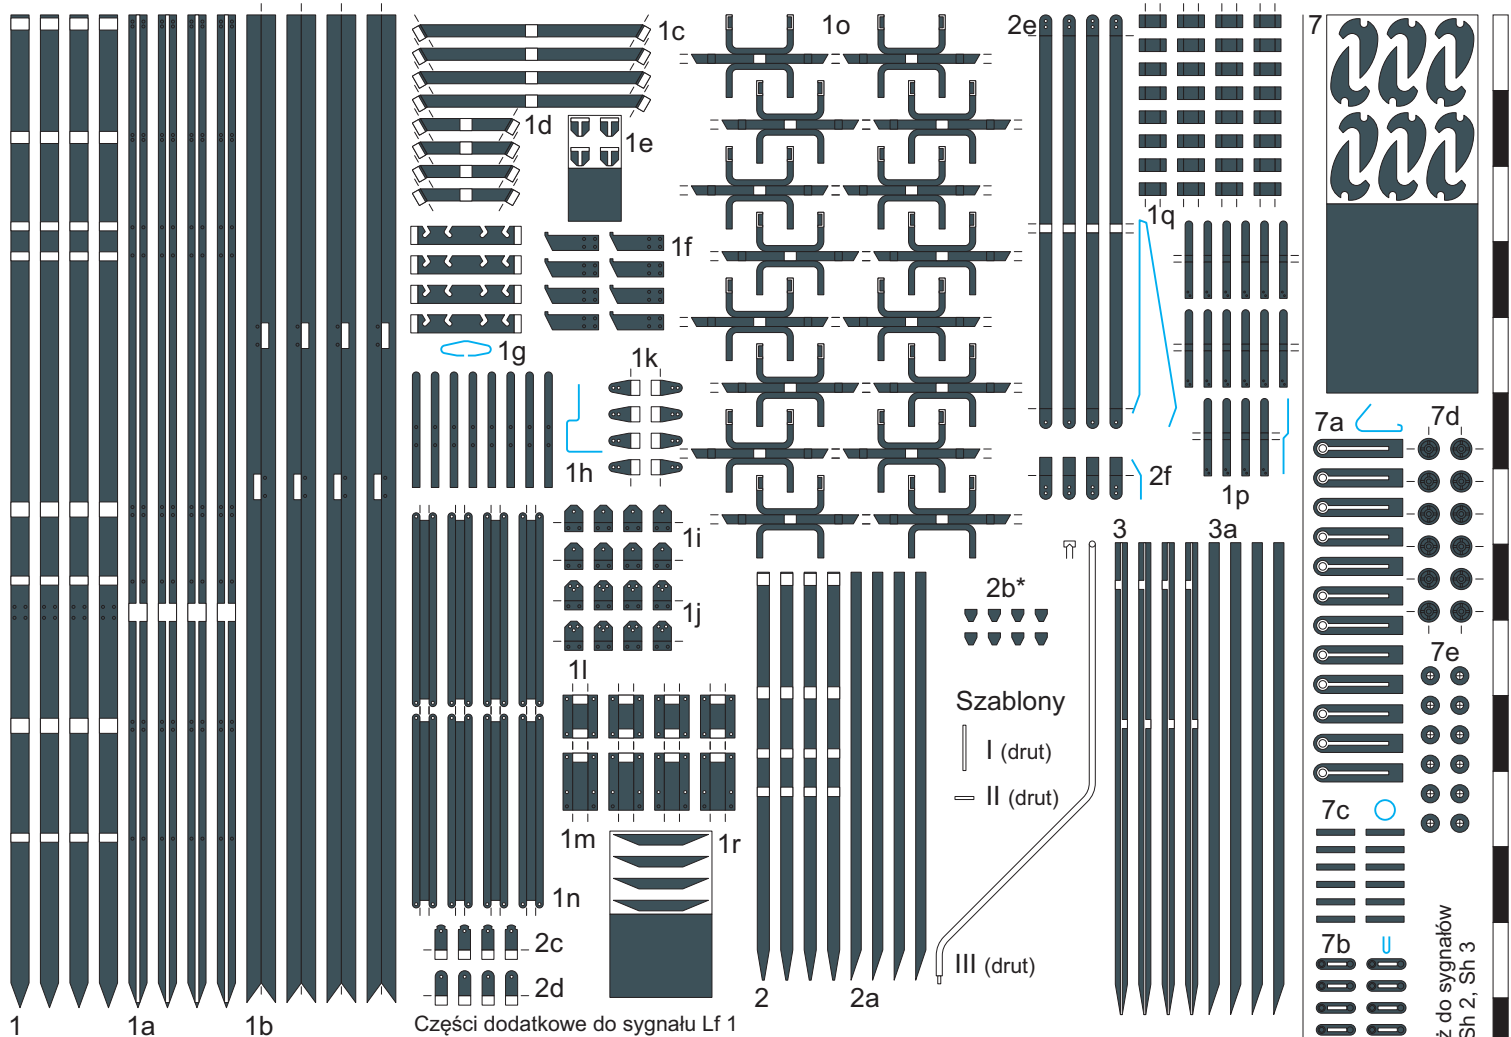 1c
1o
2e
7
1d
1e
1q
1f
1g
1k
7a
7d
1h
2f
1p
1i
3
3a
1j
2b*
7e
1l
Szablony
I (drut)
II (drut)
1m
1r
7c
1n
2c
7b
III (drut)
2d
2
2a
1
1a
1b
Części dodatkowe do sygnału Lf 1
ż do sygnałów
Sh 2, Sh 3